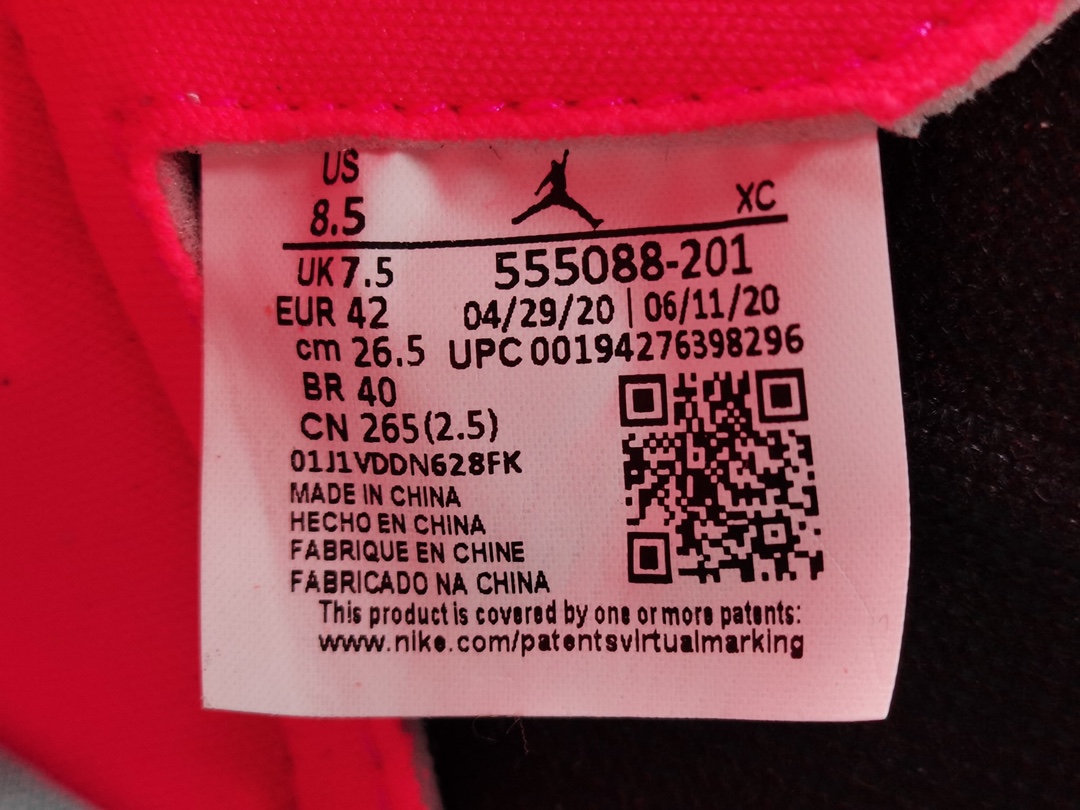 US
8.5
XC
UK 7.5
555088-201
EUR 42
04/29/20 | 06/11/20
cm 26.5
UPC 00194276398296
BR 40
CN 265(2.5)
01J1VDDN628FK
MADE IN CHINA
HECHO EN CHINA
FABRIQUE EN CHINE
FABRICADO NA CHINA
This product is covered by one or more patents:
www.nike.com/patentsvirtualmarking